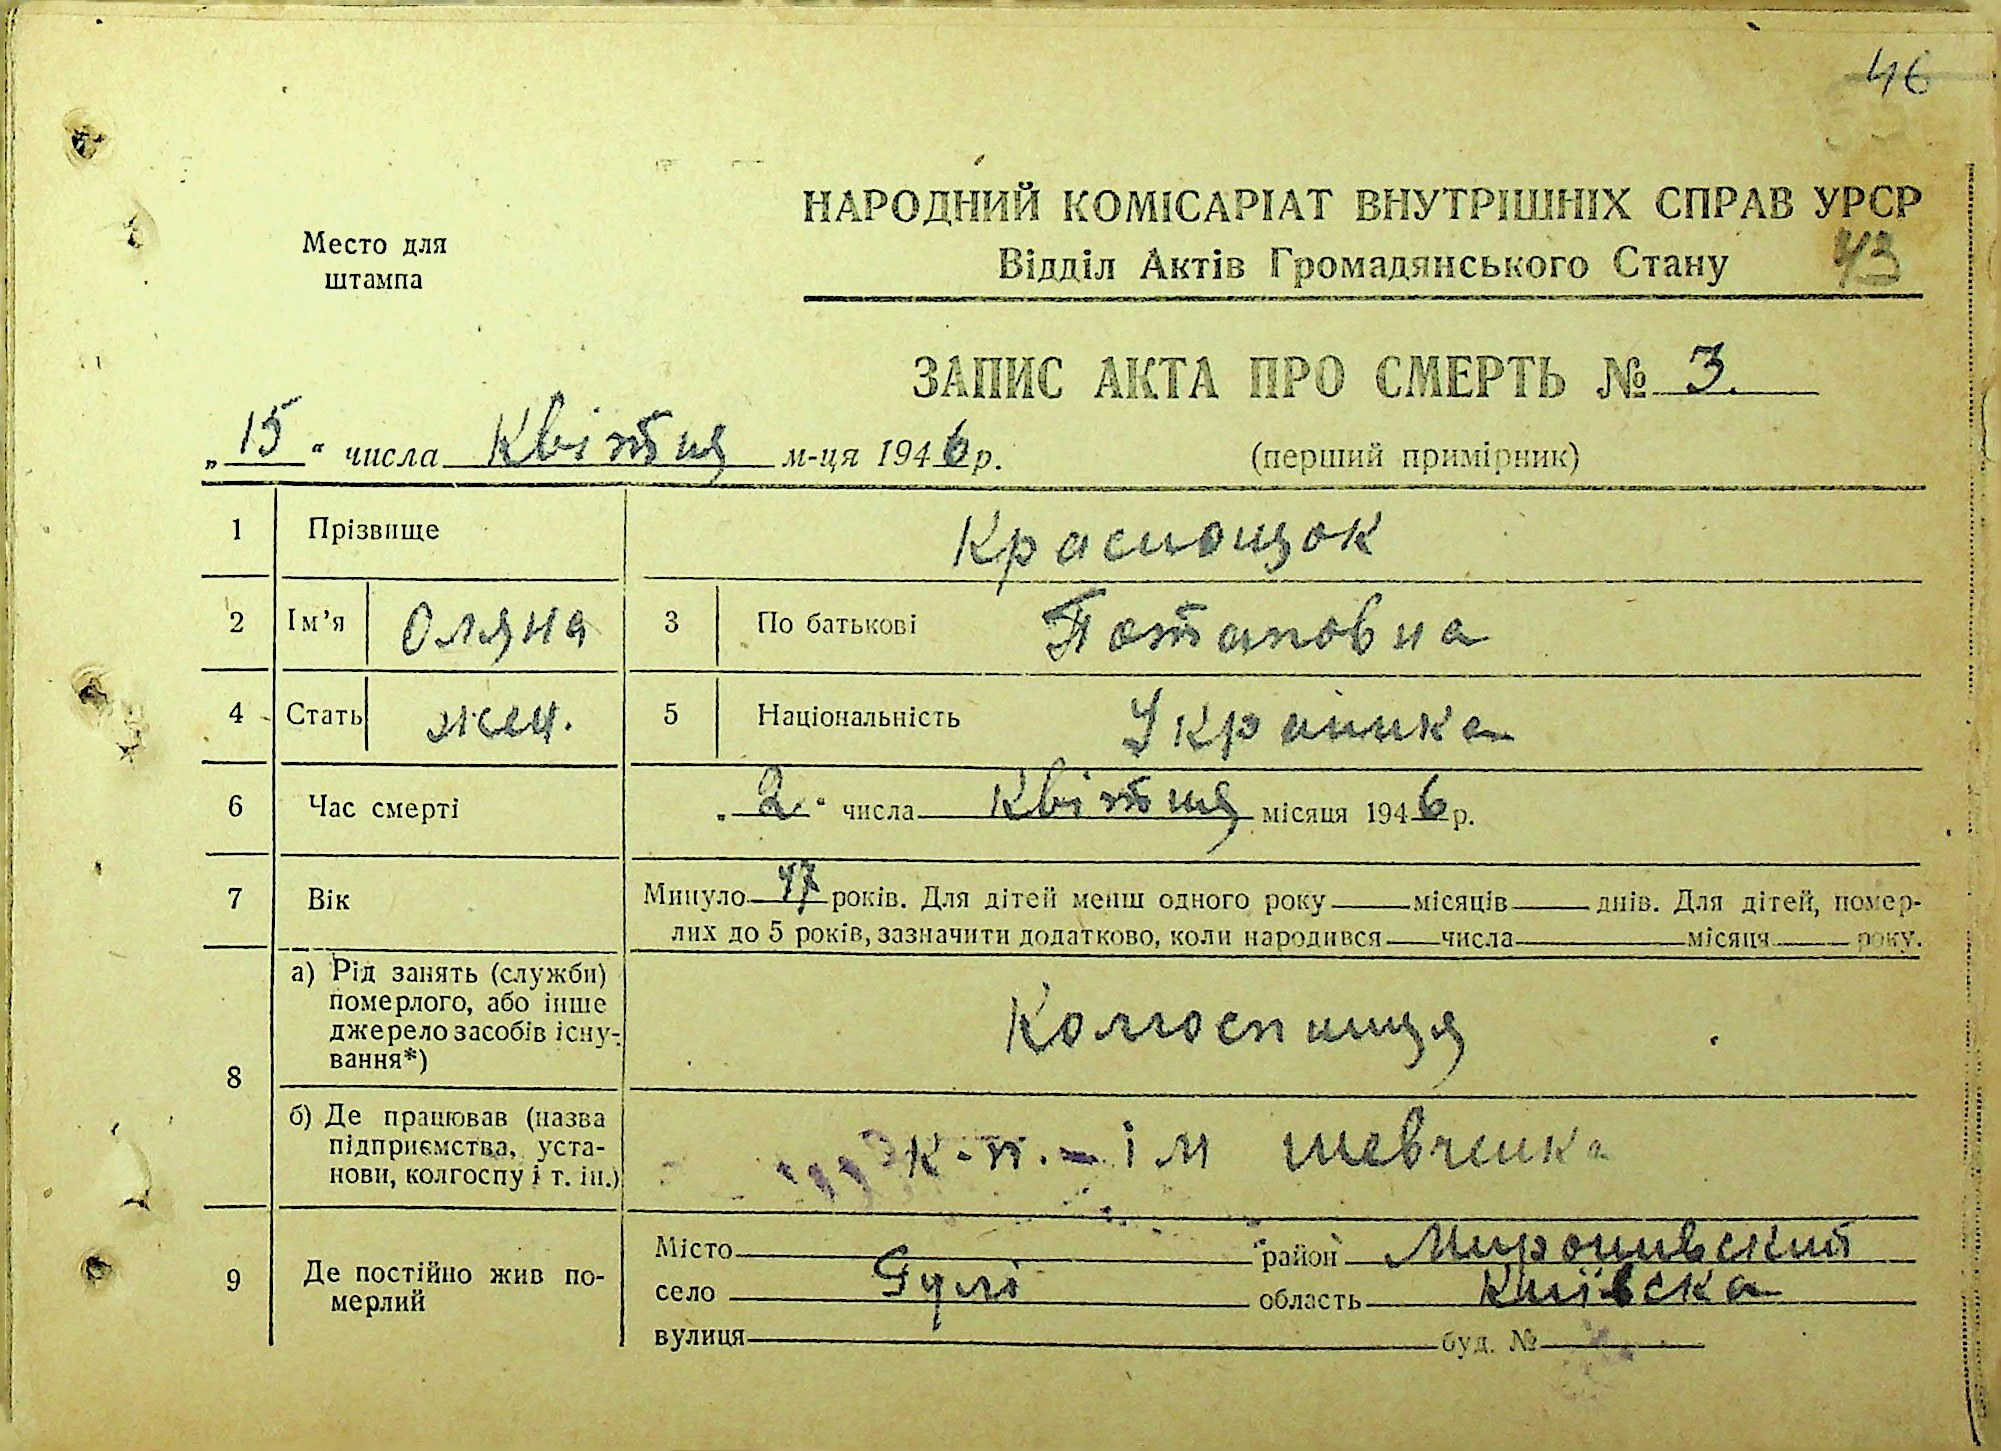 46
НАРОДНИЙ КОМІСАРІАТ ВНУТРІШНІХ СПРАВ УРСР
Место для штампа
Відділ Актів Громадянського Стану
43
ЗАПИС АКТА ПРО СМЕРТЬ № 3.
„15“ числа Квітня м-ця 1946 р. (перший примірник)
1 Прізвище Краснощок
2 Ім’я Оляна 3 По батькові Потаповна
4 Стать жен. 5 Національність Українка
6 Час смерті „2“ числа Квітня місяця 1946 р.
7 Вік Минуло 47 років. Для дітей менш одного року місяців днів. Для дітей, помер-
лих до 5 років, зазначити додатково, коли народився числа місяця року.
8 а) Рід занять (служби)
померлого, або інше
джерело засобів існу-
вання*)
Колгоспниця
б) Де працював (назва
підприємства, уста-
нови, колгоспу і т. ін.)
к-п.- ім шевченка
9 Де постійно жив по-
мерлий
Місто район Миронивский
село область Київска
вулиця буд. №